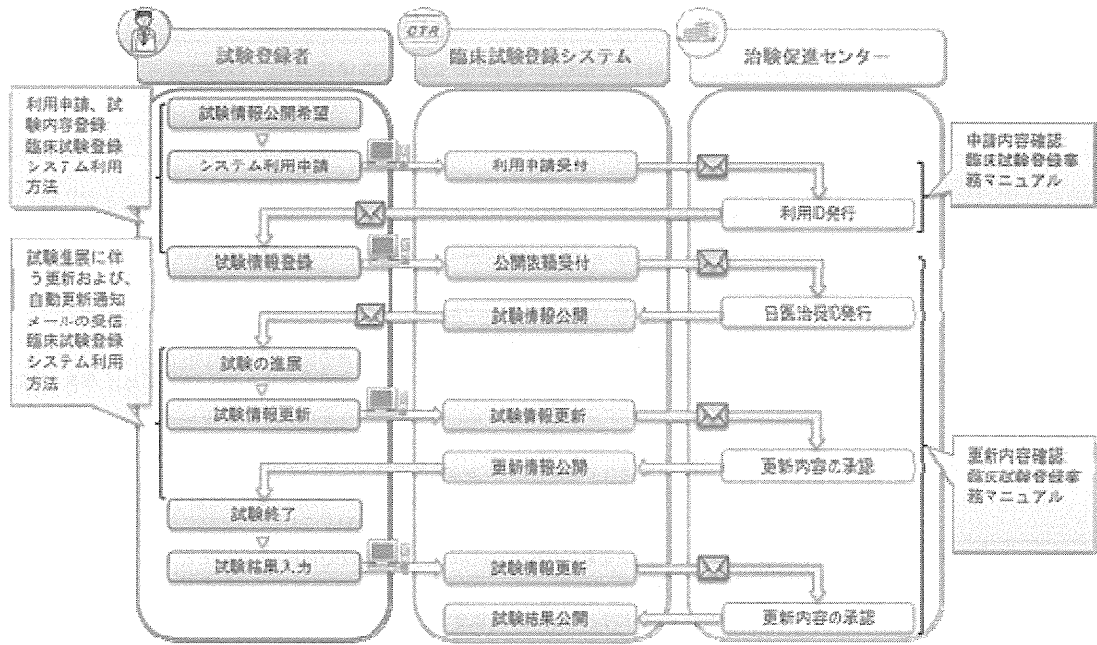 CTR
試験登録者
臨床試験登録システム
治験促進センター
利用申請、試
験内容登録
臨床試験登録
システム利用
方法
試験情報公開希望
システム利用申請
利用申請受付
申請内容確認
臨床試験登録事
務マニュアル
利用ID発行
試験情報登録
公開依頼受付
試験進展に伴
う更新および、
自動更新通知
メールの受信
臨床試験登録
システム利用
方法
試験情報公開
日医治促ID発行
試験の進展
試験情報更新
試験情報更新
更新情報公開
更新内容の承認
更新内容確認
臨床試験登録事
務マニュアル
試験終了
試験結果入力
試験情報更新
試験結果公開
更新内容の承認